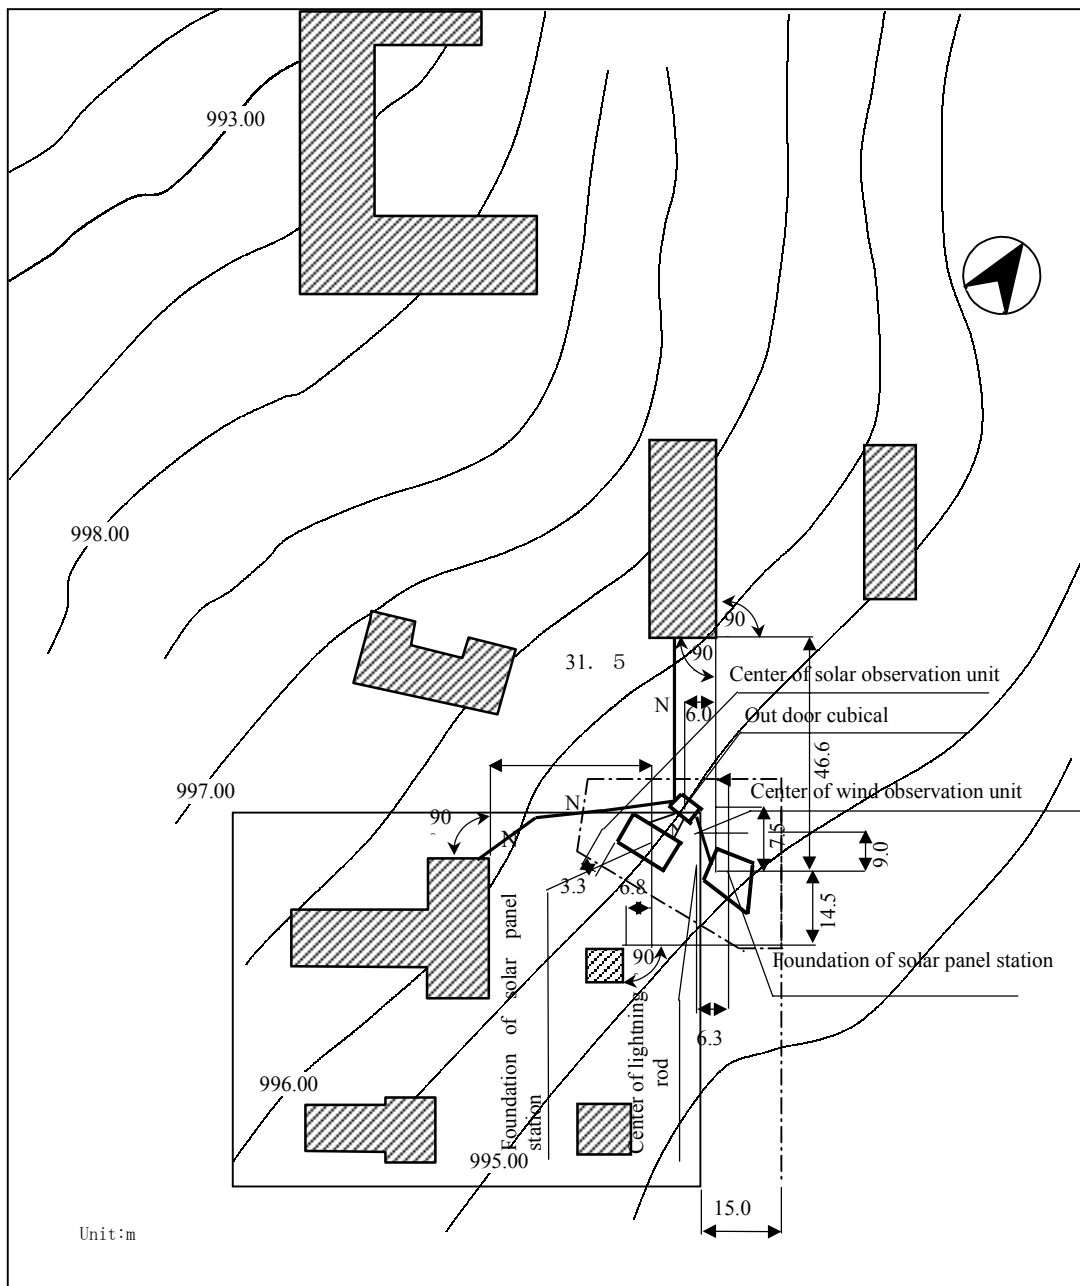 993.00
998.00
90
90
31. 5
Center of solar observation unit
N
6.0
Out door cubical
46.6
Center of wind observation unit
997.00
N
90
N
7.5
9.0
3.3
6.8
14.5
90
Foundation of solar panel station
Foundation of solar panel
station
Center of lightning
rod
6.3
996.00
995.00
15.0
Unit:m